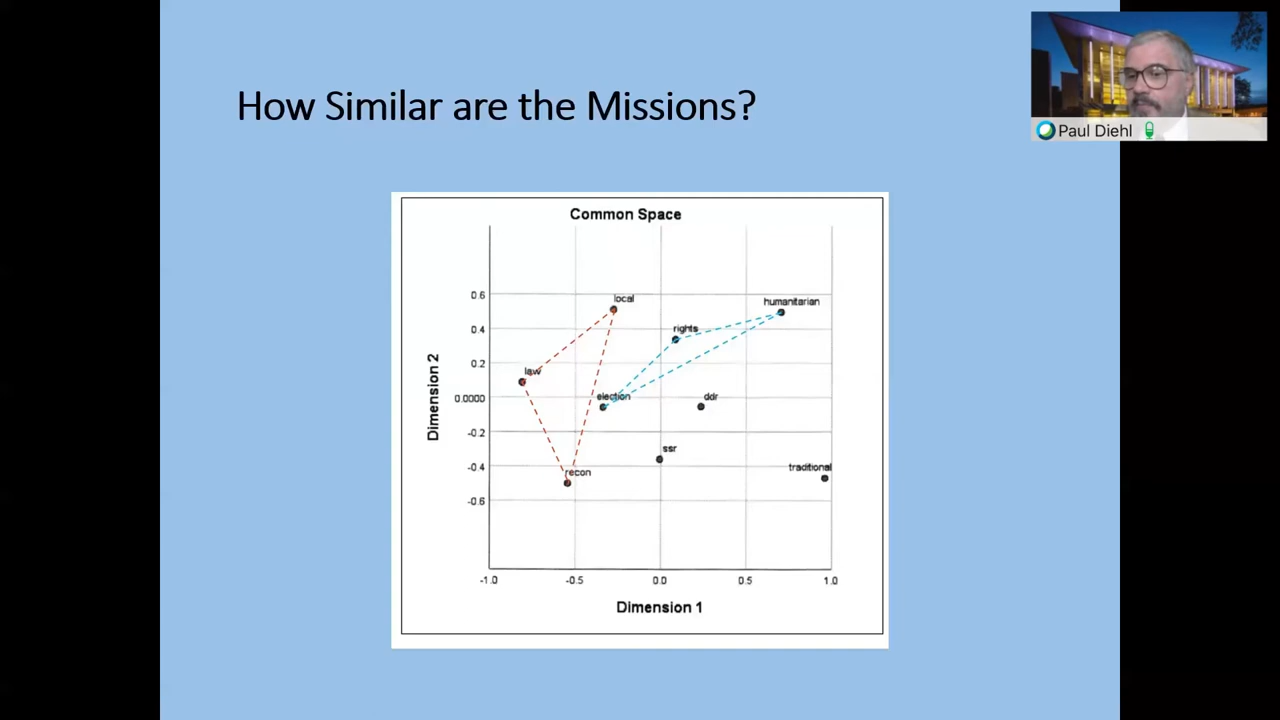 How Similar are the Missions?
Paul Diehl
Common Space
Dimension 2
0.6
0.4
0.2
0.0000
-0.2
-0.4
-0.6
local
humanitarian
rights
law
election
ddr
ssr
recon
traditional
-1.0
-0.5
0.0
0.5
1.0
Dimension 1